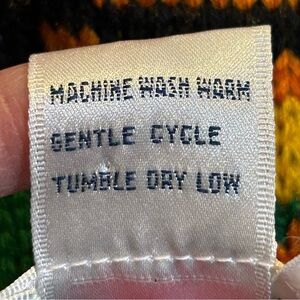 MACHINE WASH WARM
GENTLE CYCLE
TUMBLE DRY LOW